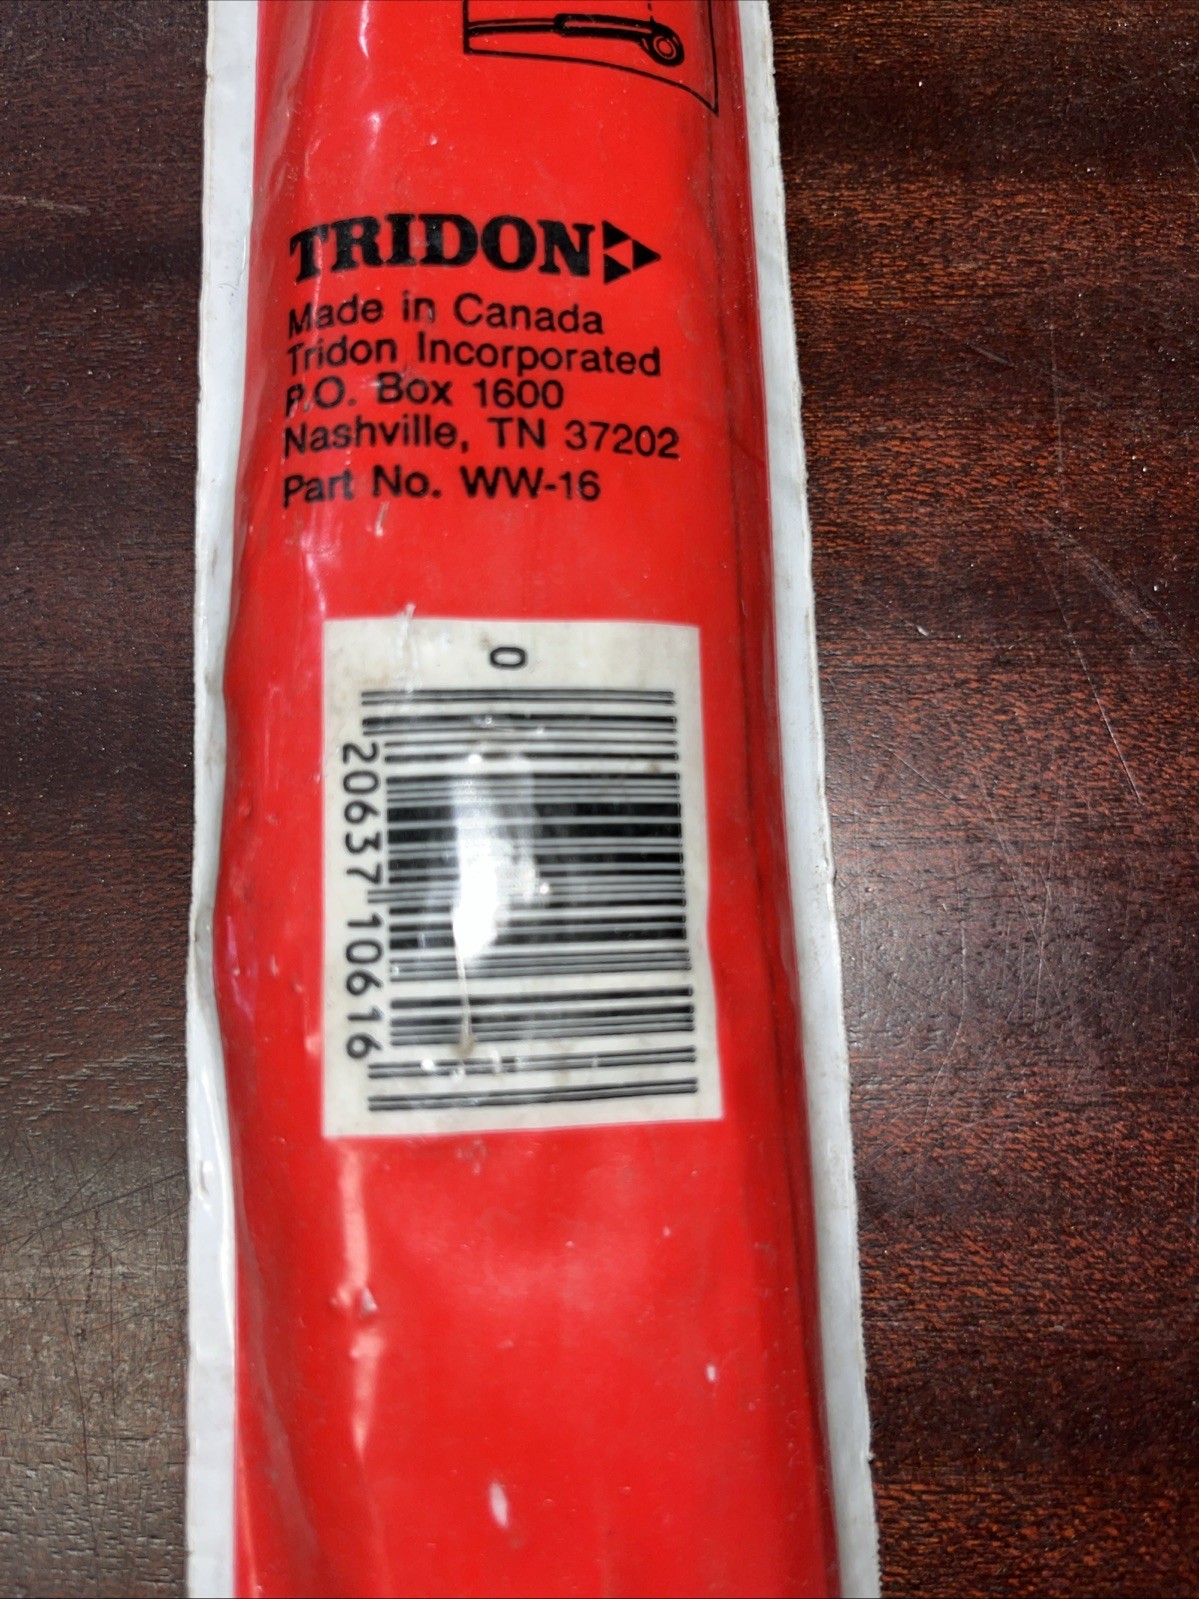 TRIDON
Made in Canada
Tridon Incorporated
P.O. Box 1600
Nashville, TN 37202
Part No. WW-16
0
20637 10616